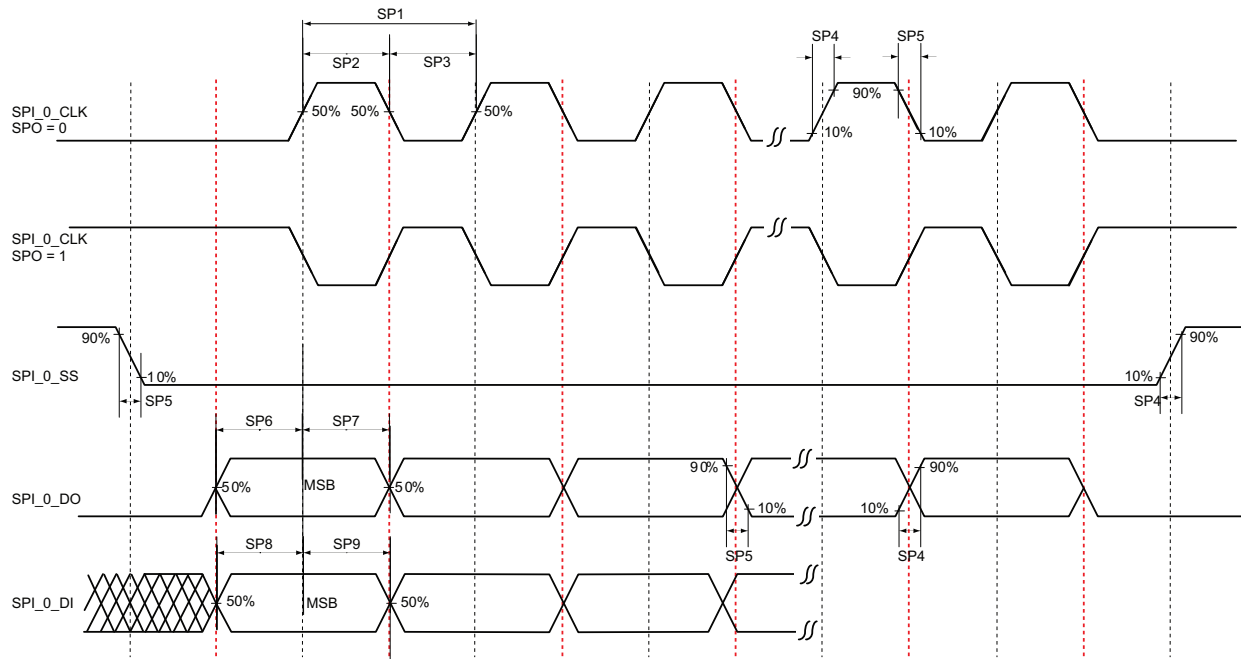 SP1
SP4
SP5
SP2
SP3
SPI_0_CLK
SPO = 0
50%
50%
50%
90%
10%
10%
SPI_0_CLK
SPO = 1
90%
90%
SPI_0_SS
10%
10%
SP5
SP4
SP6
SP7
90%
90%
SPI_0_DO
50%
MSB
50%
10%
10%
SP5
SP4
SP8
SP9
SPI_0_DI
50%
MSB
50%